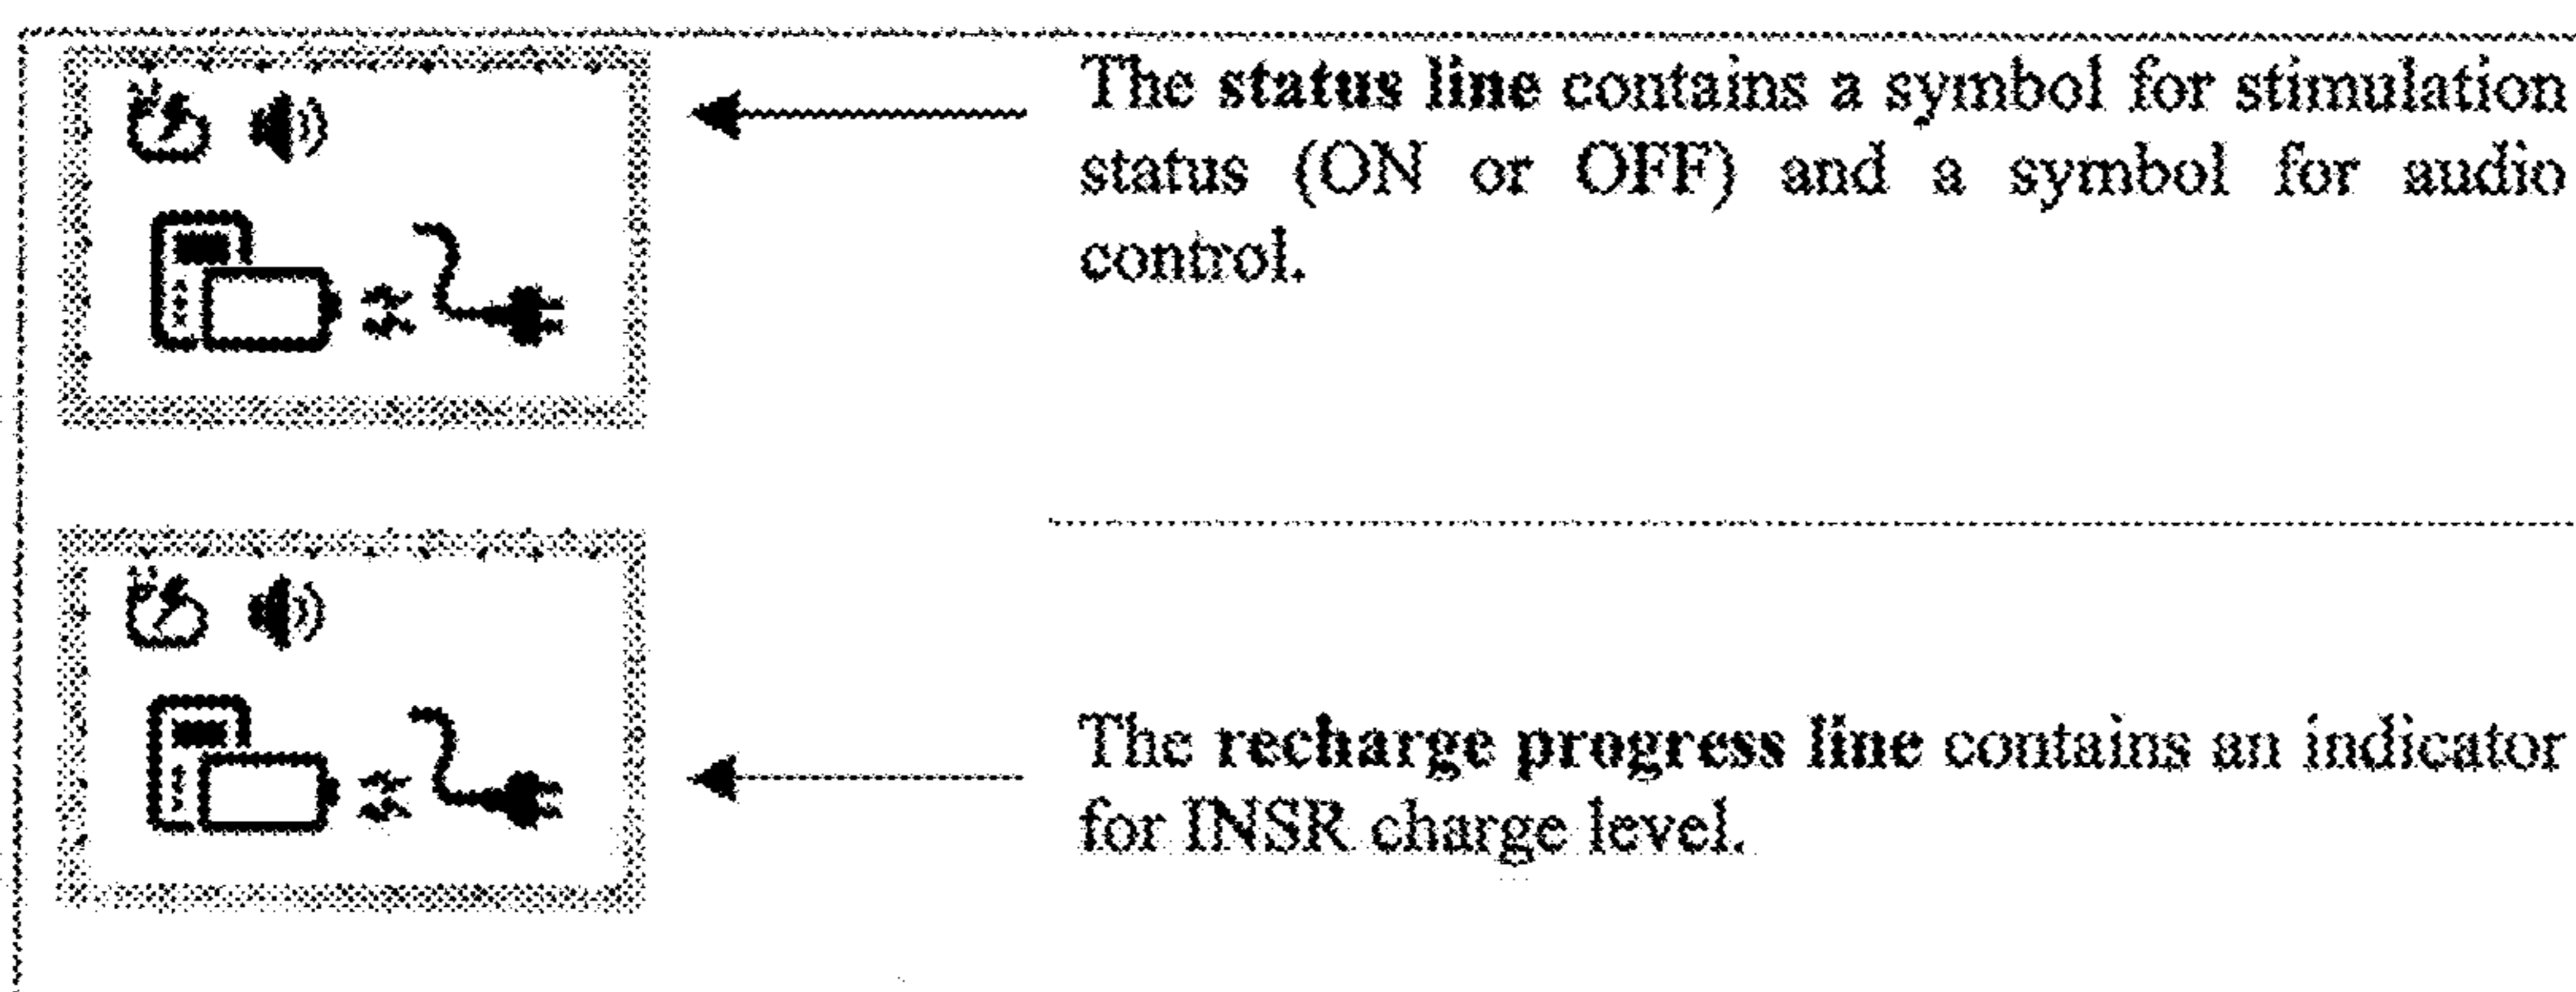 The status line contains a symbol for stimulation
status (ON or OFF) and a symbol for audio
control.
The recharge progress line contains an indicator
for INSR charge level.